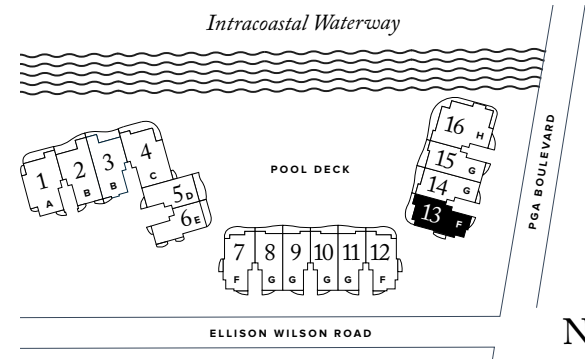 Intracoastal Waterway
16 H
15 G
14 G
13 F
1 A
2 B
3 B
4 C
5 D
6 E
POOL DECK
PGA BOULEVARD
7 F
8 G
9 G
10 G
11 G
12 F
ELLISON WILSON ROAD
N